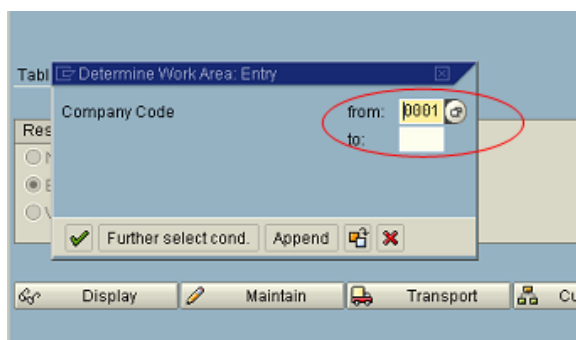 Tabl
Determine Work Area: Entry
Company Code from: 0001
to:
Res
Further select cond. Append
Display Maintain Transport Cu